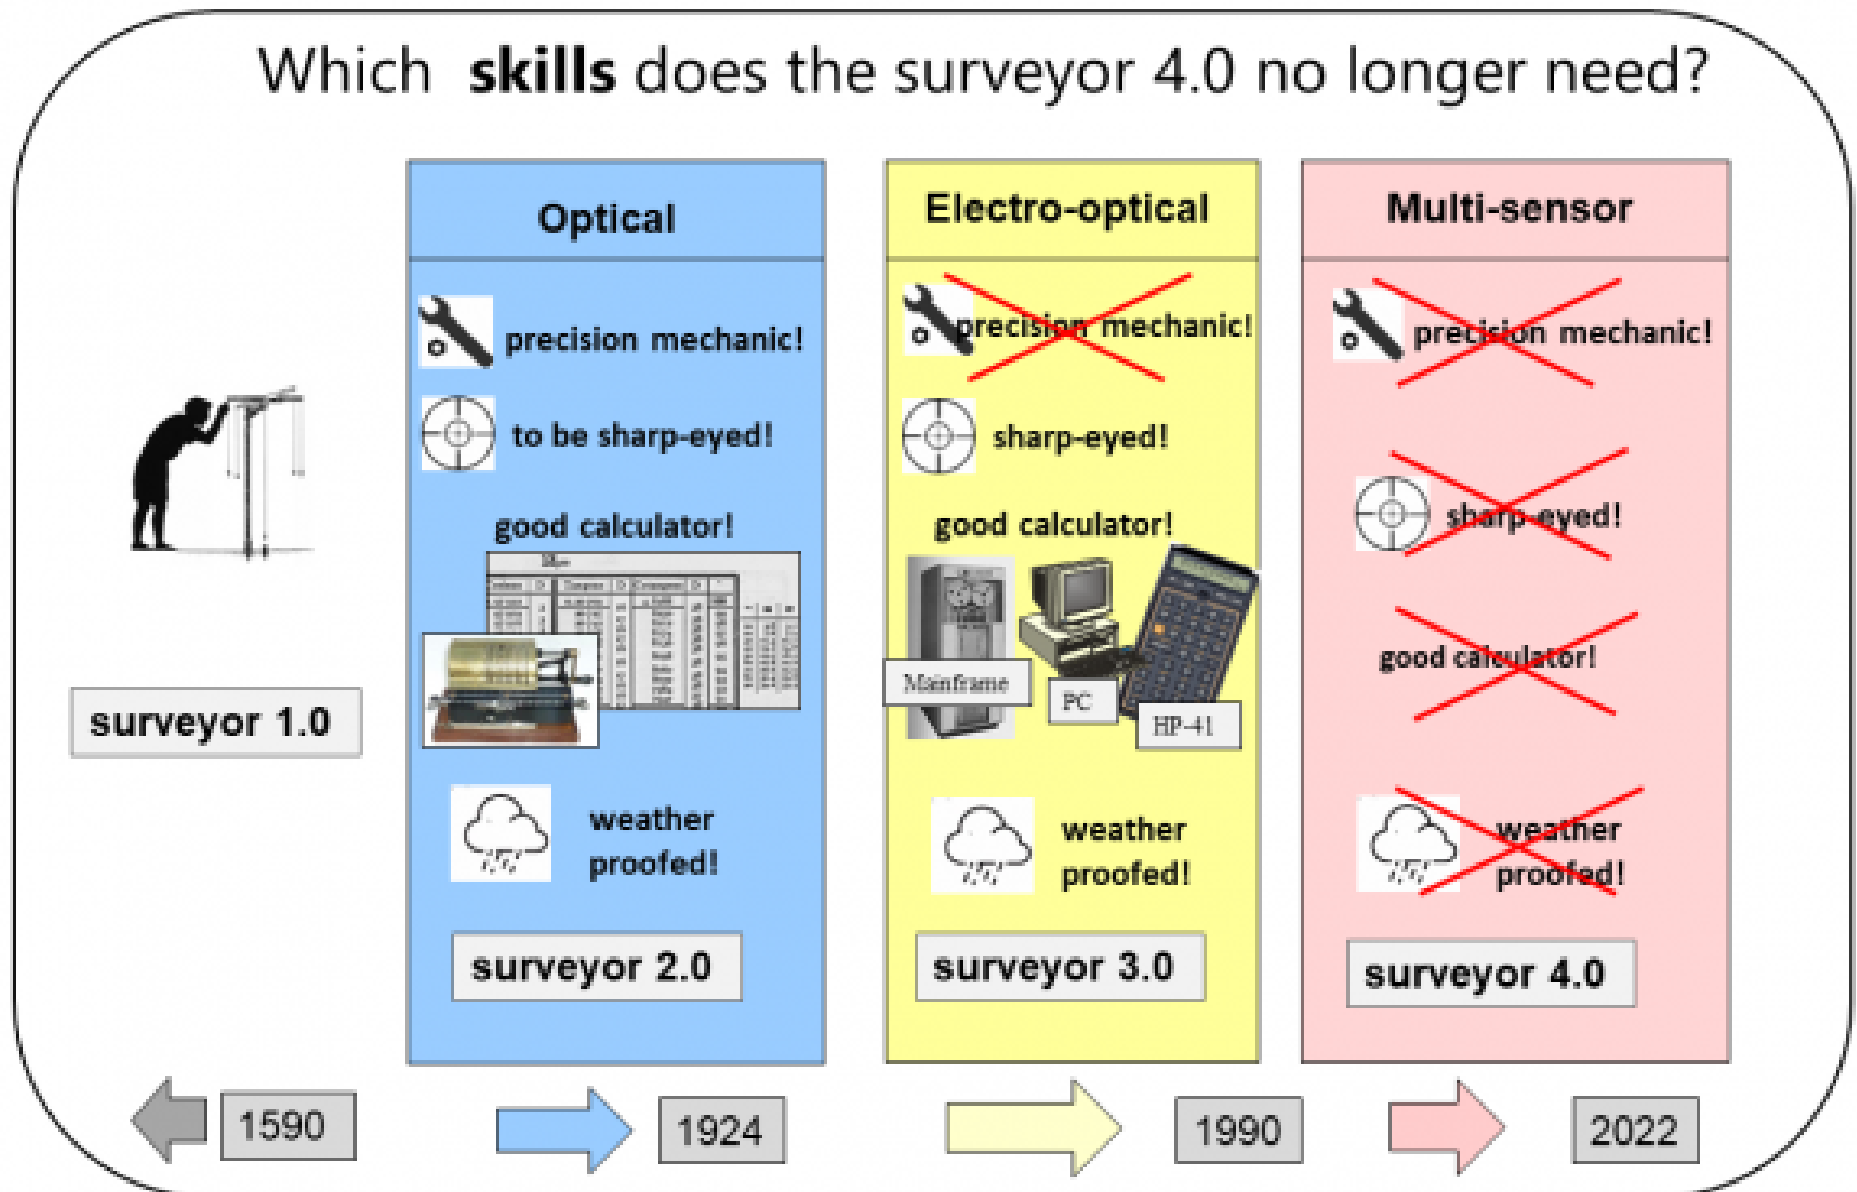 Which skills does the surveyor 4.0 no longer need?
surveyor 1.0
Optical
precision mechanic!
to be sharp-eyed!
good calculator!
weather
proofed!
surveyor 2.0
Electro-optical
precision mechanic!
sharp-eyed!
good calculator!
Mainframe
PC
HP-41
weather
proofed!
surveyor 3.0
Multi-sensor
precision mechanic!
sharp-eyed!
good calculator!
weather
proofed!
surveyor 4.0
1590
1924
1990
2022